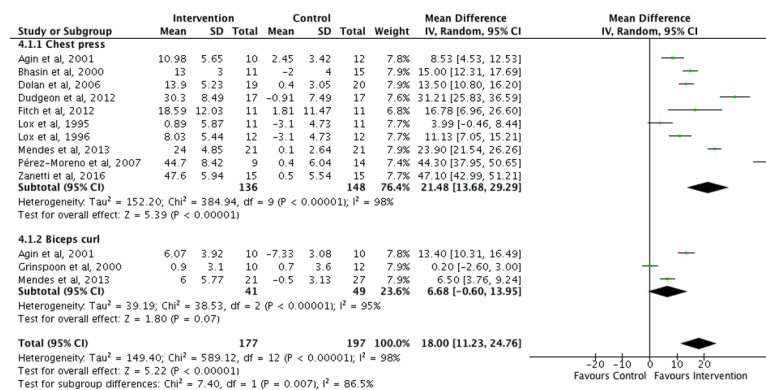 Intervention Control Mean Difference Mean Difference
Study or Subgroup Mean SD Total Mean SD Total Weight IV, Random, 95% CI IV, Random, 95% CI
4.1.1 Chest press
Agin et al, 2001 10.98 5.65 10 2.45 3.42 12 7.8% 8.53 [4.53, 12.53]
Bhasin et al, 2000 13 3 11 -2 4 15 7.9% 15.00 [12.31, 17.69]
Dolan et al, 2006 13.9 5.23 19 0.4 3.54 20 7.9% 13.50 [10.80, 16.20]
Dudgeon et al, 2012 30.3 8.49 17 -0.91 7.49 17 7.7% 31.21 [25.83, 36.59]
Fitch et al, 2012 18.59 12.03 11 1.81 11.47 11 7.1% 16.78 [6.96, 26.60]
Lox et al, 1995 0.89 5.87 11 -3.1 4.73 11 7.8% 3.99 [-0.46, 8.44]
Lox et al, 1996 8.03 5.44 12 -3.1 4.73 12 7.8% 11.13 [7.05, 15.21]
Mendes et al, 2013 24 4.85 21 0.1 2.64 21 7.9% 23.90 [21.54, 26.26]
Pérez-Moreno et al, 2007 44.7 8.42 9 0.4 6.04 14 7.6% 44.30 [37.95, 50.65]
Zanetti et al, 2016 47.6 5.94 15 0.5 5.54 15 7.8% 47.10 [42.99, 51.21]
Subtotal (95% CI) 136 148 76.4% 21.48 [13.68, 29.29]
Heterogeneity: Tau² = 152.20; Chi² = 384.94, df = 9 (P < 0.00001); I² = 98%
Test for overall effect: Z = 5.39 (P < 0.00001)
4.1.2 Biceps curl
Agin et al, 2001 6.07 3.92 10 -7.33 3.08 10 7.8% 13.40 [10.31, 16.49]
Grinspoon et al, 2000 0.9 3.1 10 0.7 3.6 12 7.9% 0.20 [-2.60, 3.00]
Mendes et al, 2013 6 5.77 21 -0.5 3.13 27 7.9% 6.50 [3.76, 9.24]
Subtotal (95% CI) 41 49 23.6% 6.68 [-0.60, 13.95]
Heterogeneity: Tau² = 39.19; Chi² = 38.53, df = 2 (P < 0.00001); I² = 95%
Test for overall effect: Z = 1.80 (P = 0.07)
Total (95% CI) 177 197 100.0% 18.00 [11.23, 24.76]
Heterogeneity: Tau² = 149.40; Chi² = 589.12, df = 12 (P < 0.00001); I² = 98%
Test for overall effect: Z = 5.22 (P < 0.00001)
Test for subgroup differences: Chi² = 7.40, df = 1 (P = 0.007), I² = 86.5%
-20 -10 0 10 20
Favours Control Favours Intervention